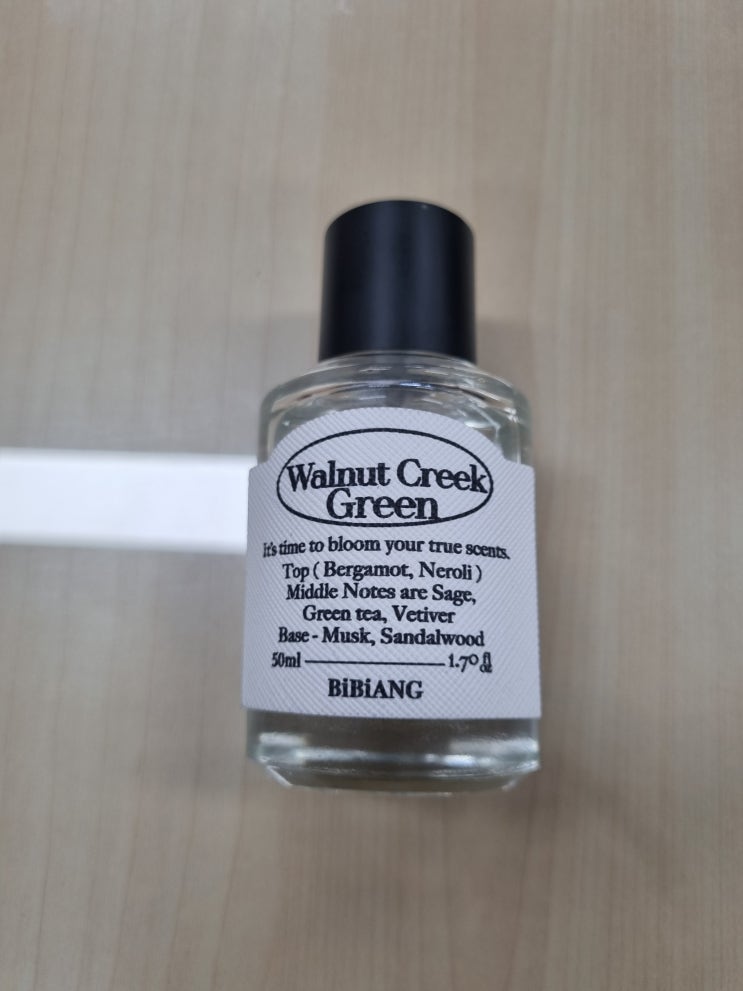 Walnut Creek
Green
It's time to bloom your true scents.
Top ( Bergamot, Neroli )
Middle Notes are Sage,
Green tea, Vetiver
Base - Musk, Sandalwood
50ml 1.70 fl oz
BiBiANG